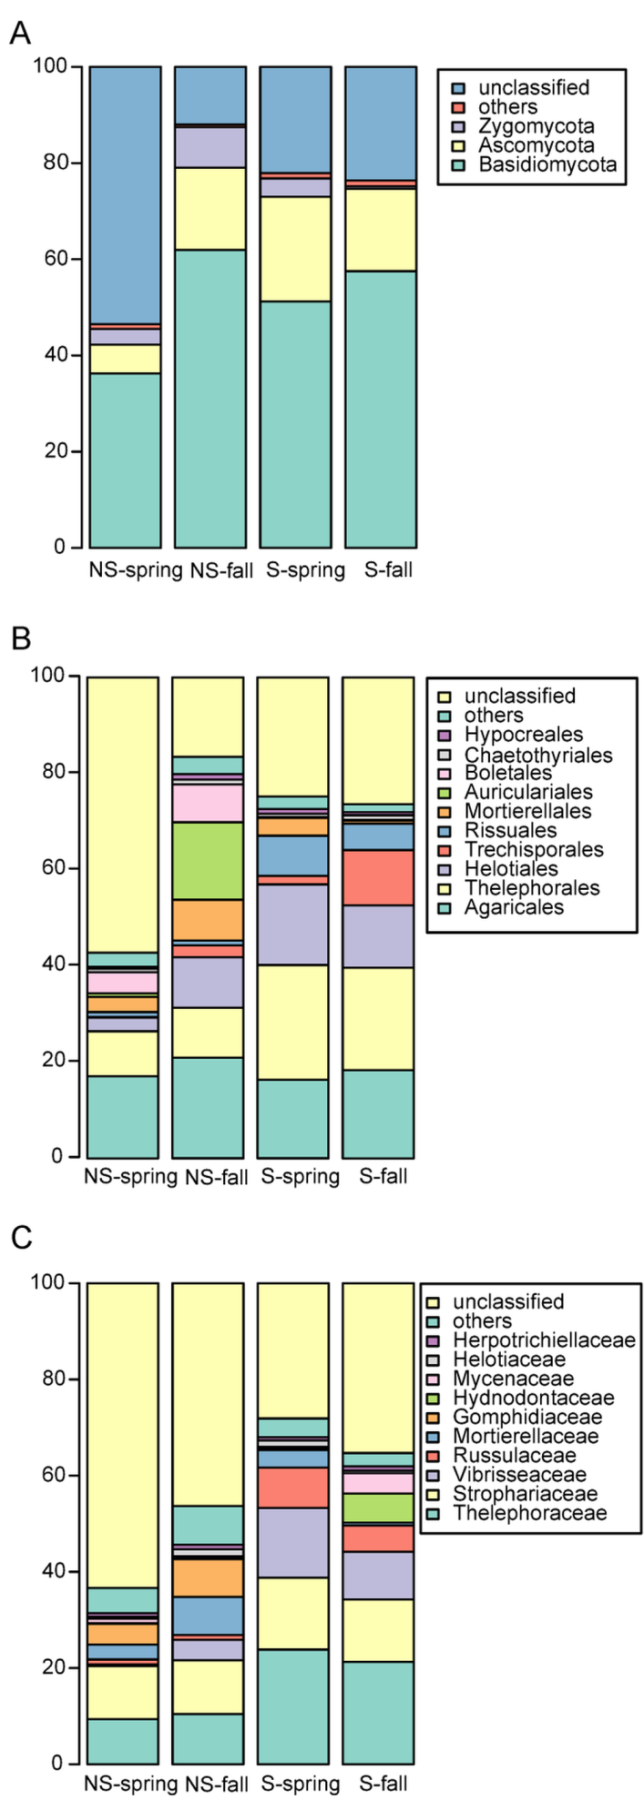 A
100
80
60
40
20
0
NS-spring NS-fall S-spring S-fall
unclassified
others
Zygomycota
Ascomycota
Basidiomycota
B
100
80
60
40
20
0
NS-spring NS-fall S-spring S-fall
unclassified
others
Hypocreales
Chaetothyriales
Boletales
Auriculariales
Mortierellales
Rissuales
Trechisporales
Helotiales
Thelephorales
Agaricales
C
100
80
60
40
20
0
NS-spring NS-fall S-spring S-fall
unclassified
others
Herpotrichiellaceae
Helotiaceae
Mycenaceae
Hydnodontaceae
Gomphidiaceae
Mortierellaceae
Russulaceae
Vibrisseaceae
Strophariaceae
Thelephoraceae